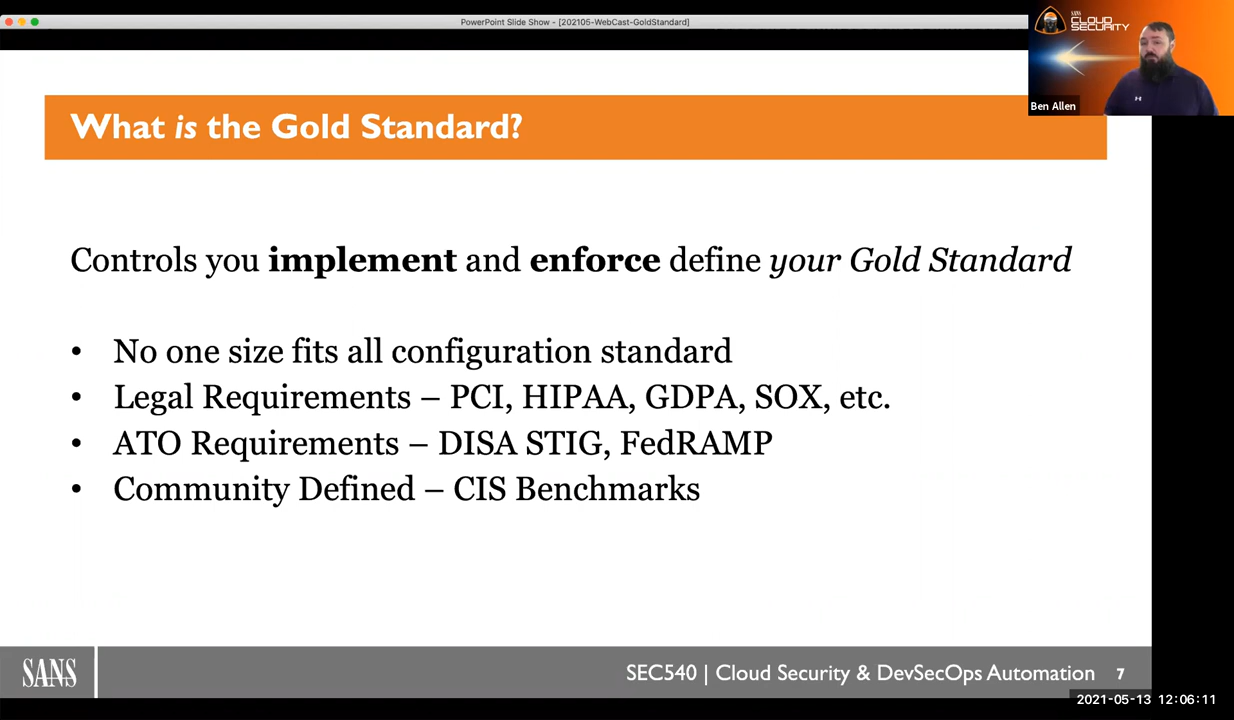 PowerPoint Slide Show - [202105-WebCast-GoldStandard]
SANS
CLOUD
SECURITY
Ben Allen
What is the Gold Standard?
Controls you implement and enforce define your Gold Standard
• No one size fits all configuration standard
• Legal Requirements – PCI, HIPAA, GDPA, SOX, etc.
• ATO Requirements – DISA STIG, FedRAMP
• Community Defined – CIS Benchmarks
SANS
SEC540 | Cloud Security & DevSecOps Automation 7
2021-05-13 12:06:11